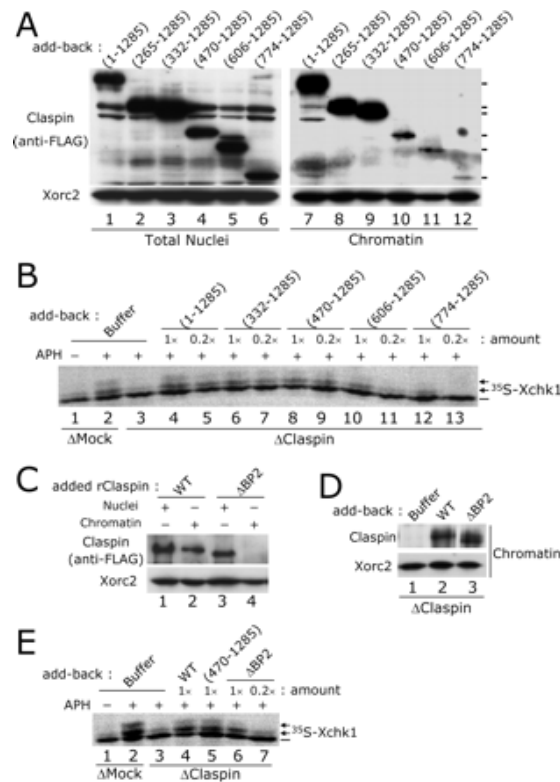 A
add-back : (1-1285) (265-1285) (332-1285) (470-1285) (606-1285) (774-1285) (1-1285) (265-1285) (332-1285) (470-1285) (606-1285) (774-1285)
Claspin
(anti-FLAG)
Xorc2
1 2 3 4 5 6 7 8 9 10 11 12
Total Nuclei Chromatin
B
add-back : Buffer (1-1285) (332-1285) (470-1285) (606-1285) (774-1285)
1× 0.2× 1× 0.2× 1× 0.2× 1× 0.2× 1× 0.2× : amount
APH − + + + + + + + + + + + +
35S-Xchk1
1 2 3 4 5 6 7 8 9 10 11 12 13
ΔMock ΔClaspin
C
added rClaspin : WT ΔBP2
Nuclei + +
Chromatin + +
Claspin
(anti-FLAG)
Xorc2
1 2 3 4
D
add-back : Buffer WT ΔBP2
Claspin
Xorc2
Chromatin
1 2 3
ΔClaspin
E
add-back : Buffer WT (470-1285) ΔBP2
1× 1× 1× 0.2× : amount
APH : − + + + + + +
35S-Xchk1
1 2 3 4 5 6 7
ΔMock ΔClaspin